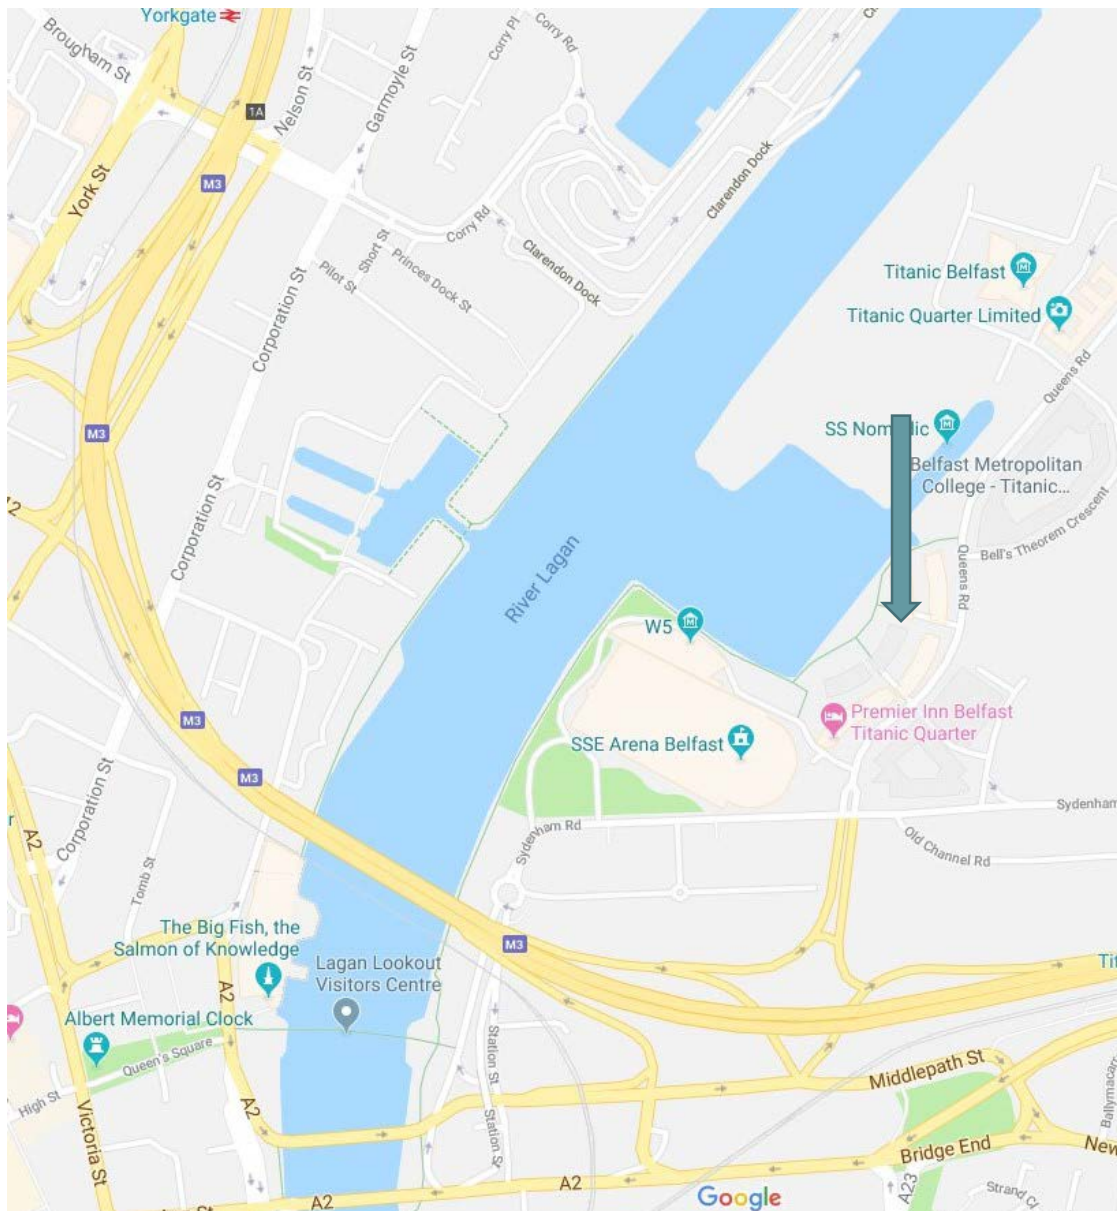 Yorkgate
Brougham St
Corry Pl
Corry Rd
Nelson St
Garmoyle St
1A
M3
York St
Clarendon Dock
Corry Rd
Short St
Pilot St
Princes Dock St
Clarendon Dock
Corporation St
Titanic Belfast
Titanic Quarter Limited
Queens Rd
M3
Corporation St
River Lagan
Belfast Metropolitan
College - Titanic...
Bell's Theorem Crescent
Queens Rd
W5
M3
Premier Inn Belfast
Titanic Quarter
SSE Arena Belfast
M3
Corporation St
Sydenham
Sydenham Rd
Old Channel Rd
A2
Tomb St
The Big Fish, the
Salmon of Knowledge
M3
Lagan Lookout
Visitors Centre
A2
Albert Memorial Clock
Queen's Square
Station St
Middlepath St
High St
A2
Victoria St
Station St
Bridge End
A2
A2
A23
Strand Cl
Google